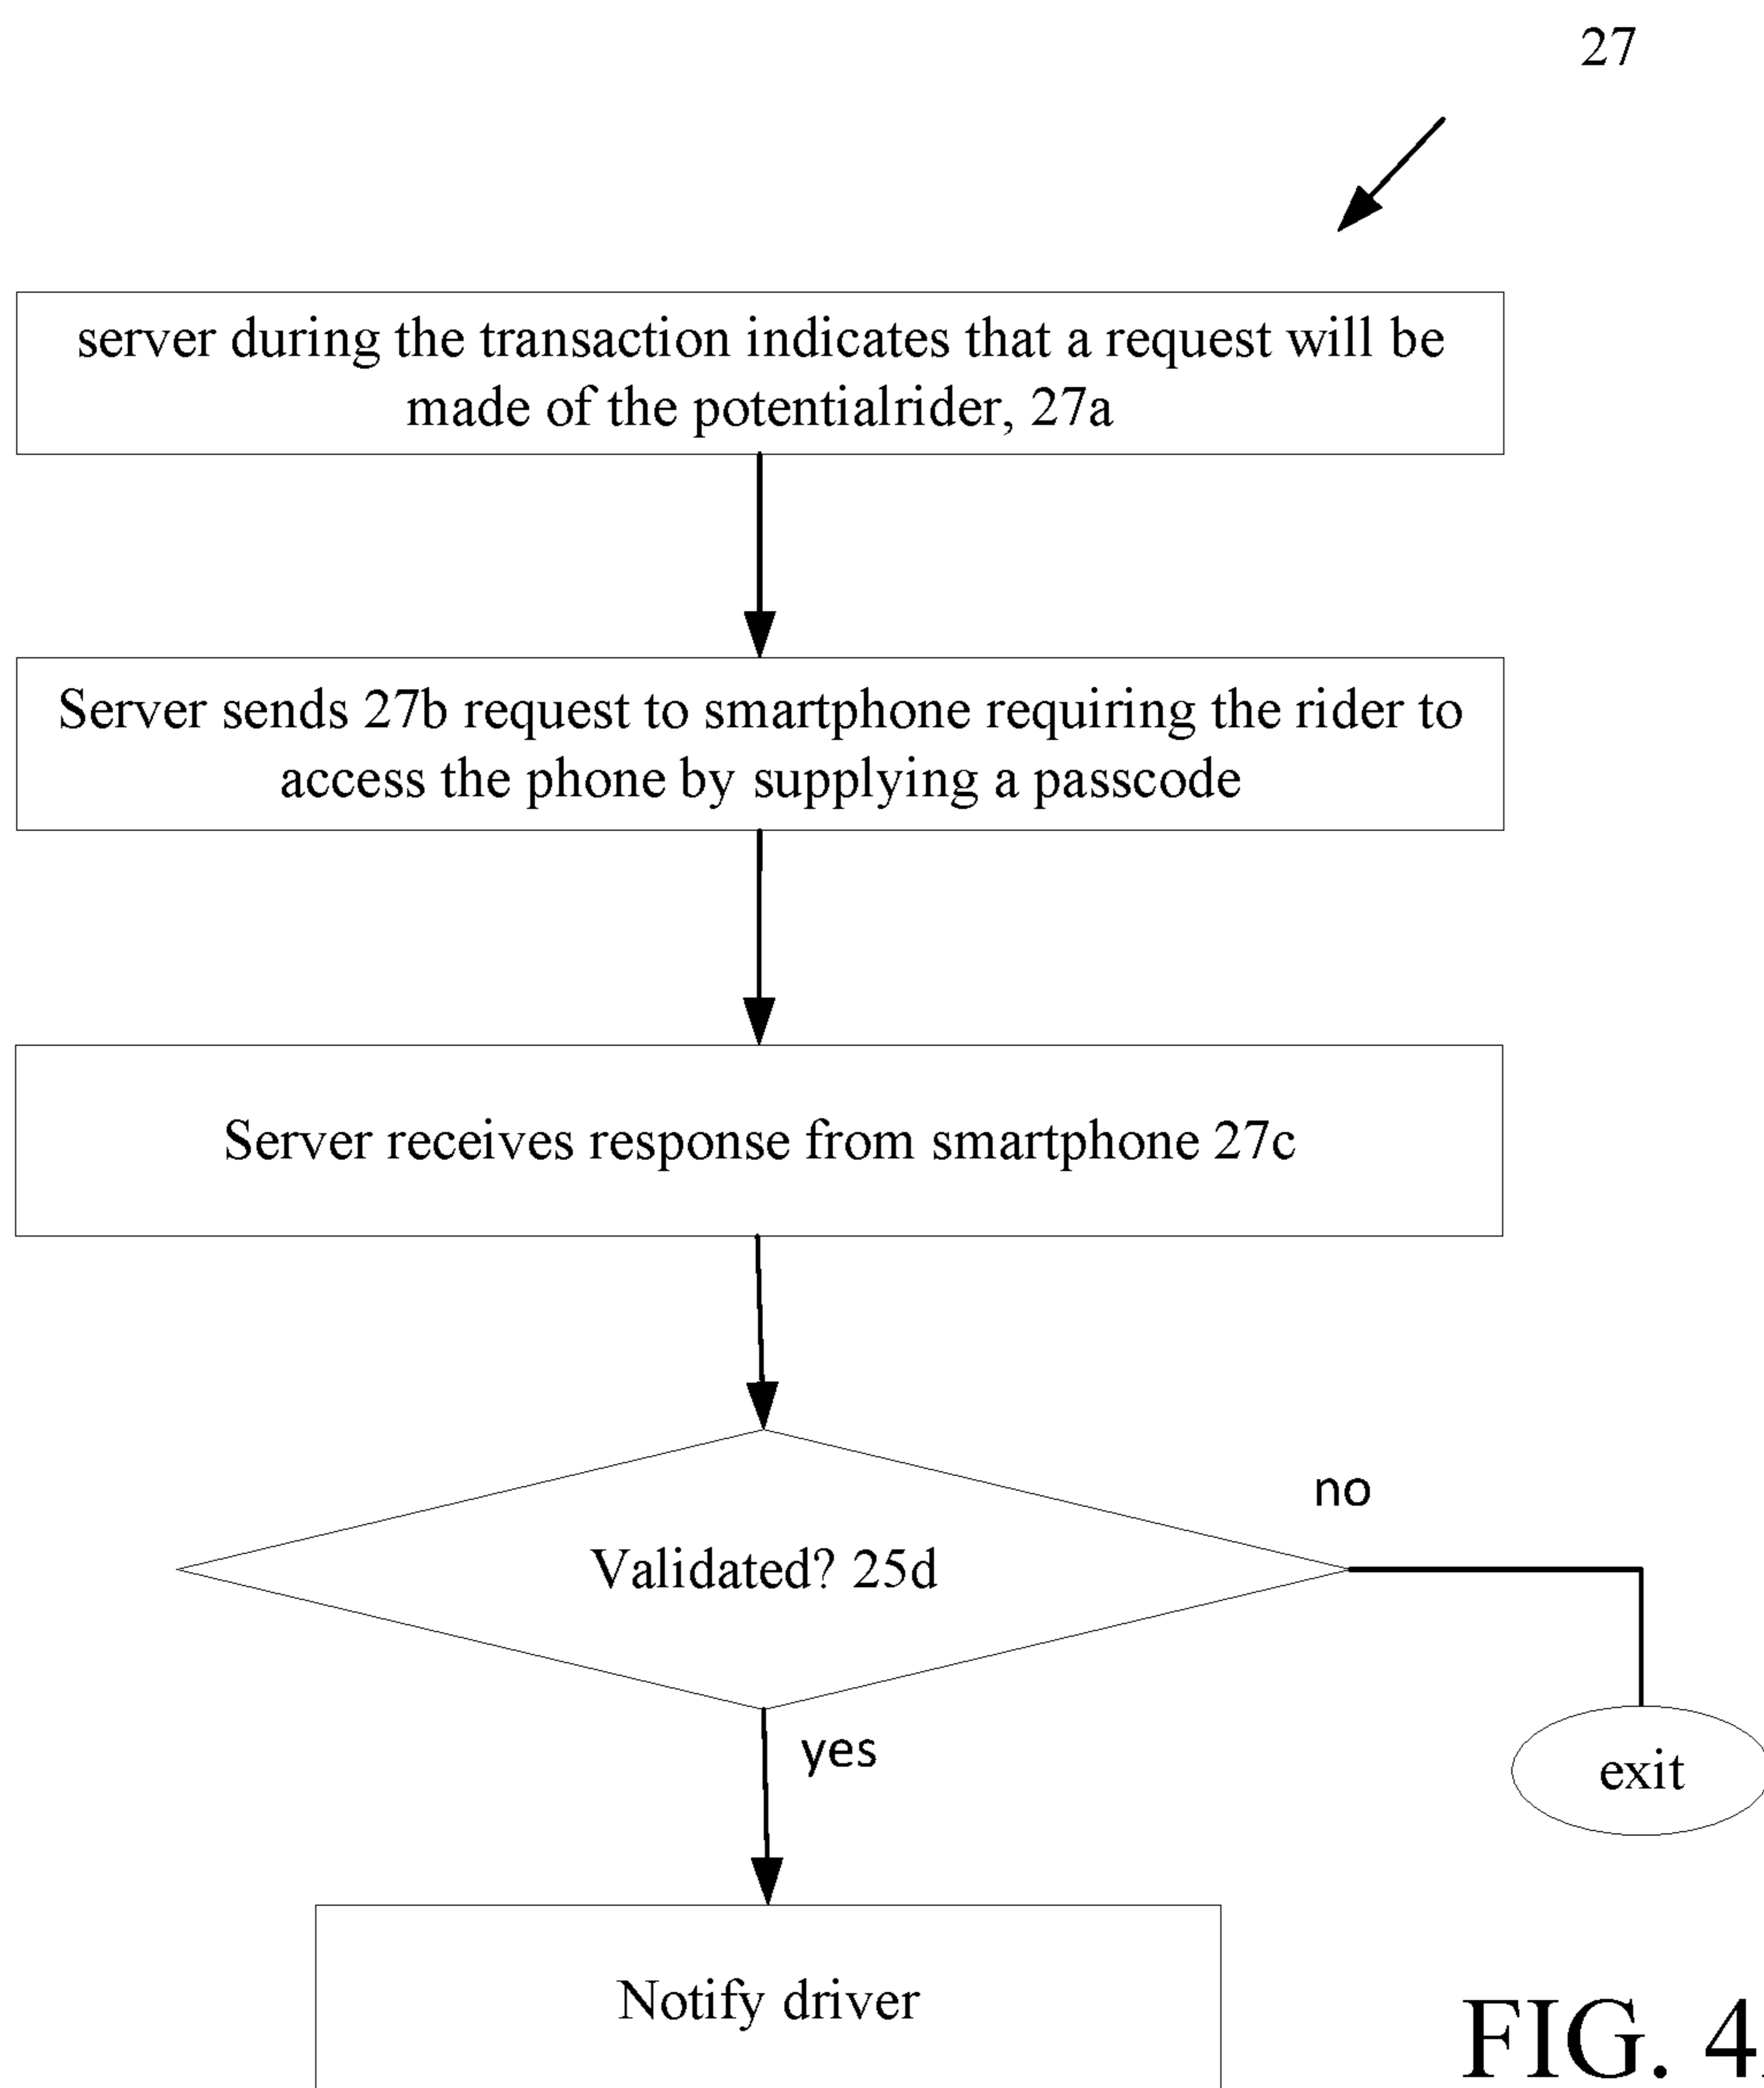 27
server during the transaction indicates that a request will be
made of the potentialrider, 27a
Server sends 27b request to smartphone requiring the rider to
access the phone by supplying a passcode
Server receives response from smartphone 27c
Validated? 25d
no
yes
exit
Notify driver
FIG. 4